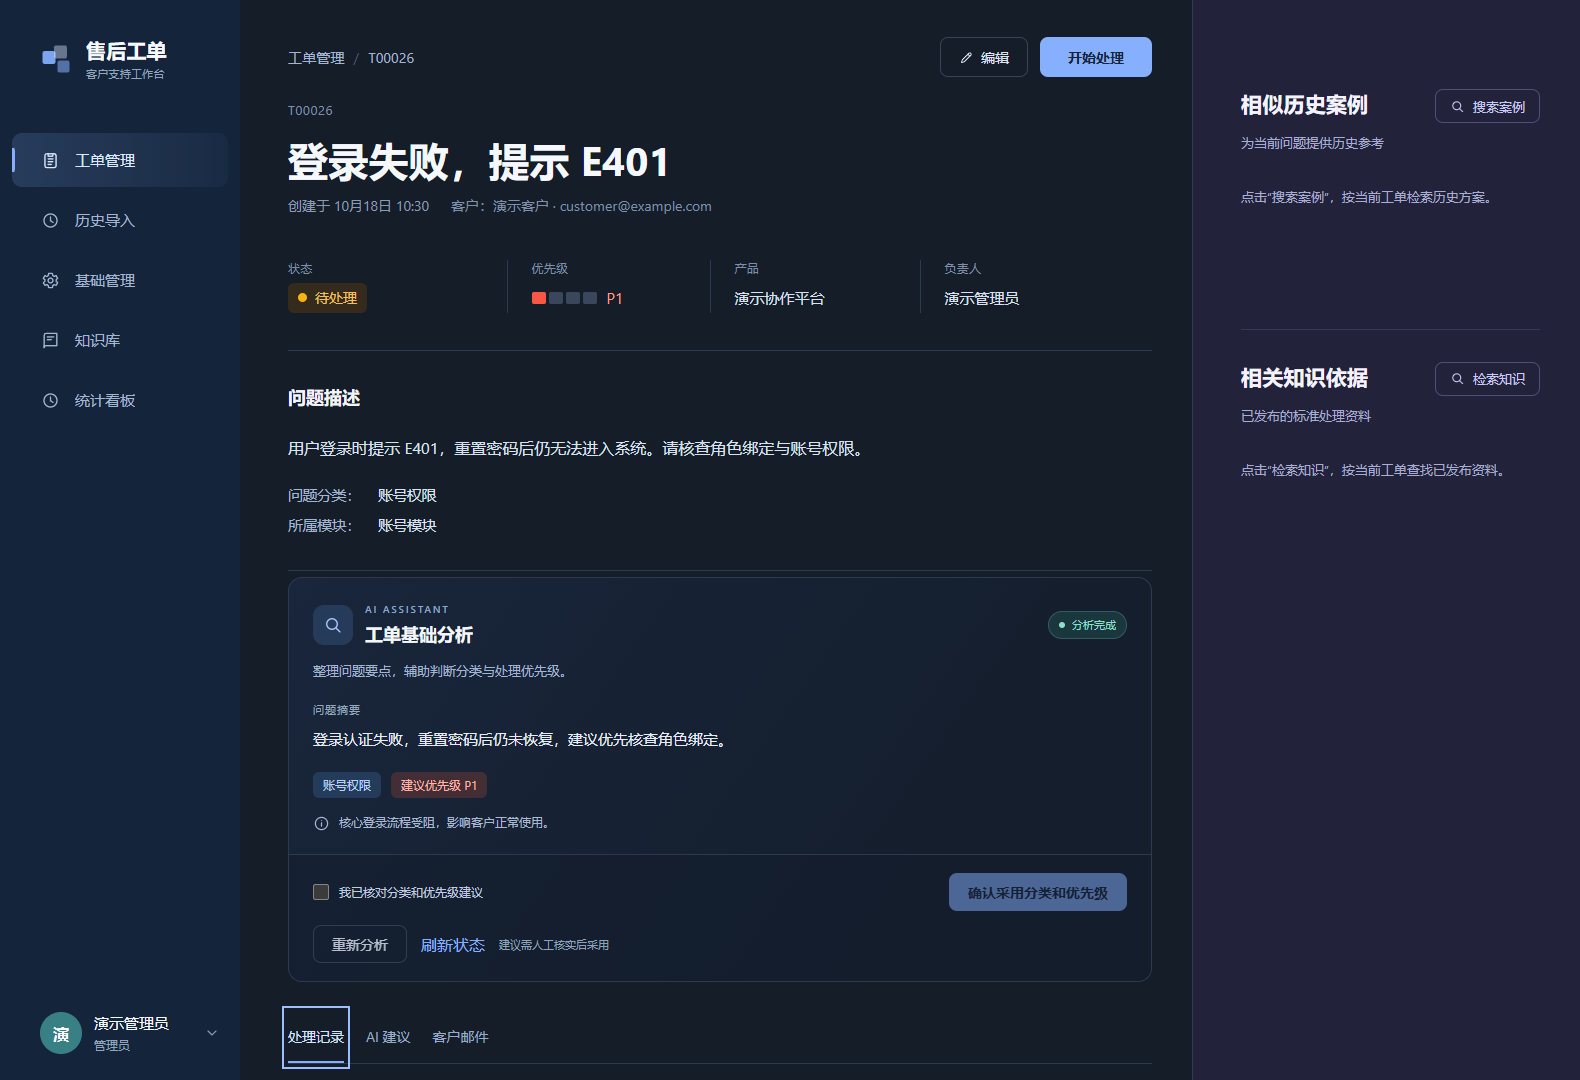 售后工单
客户支持工作台
工单管理
历史导入
基础管理
知识库
统计看板
演
演示管理员
管理员
工单管理 / T00026
编辑
开始处理
T00026
登录失败，提示 E401
创建于 10月18日 10:30 客户：演示客户 · customer@example.com
状态
待处理
优先级
P1
产品
演示协作平台
负责人
演示管理员
问题描述
用户登录时提示 E401，重置密码后仍无法进入系统。请核查角色绑定与账号权限。
问题分类： 账号权限
所属模块： 账号模块
AI ASSISTANT
工单基础分析
分析完成
整理问题要点，辅助判断分类与处理优先级。
问题摘要
登录认证失败，重置密码后仍未恢复，建议优先核查角色绑定。
账号权限 建议优先级 P1
核心登录流程受阻，影响客户正常使用。
我已核对分类和优先级建议
确认采用分类和优先级
重新分析 刷新状态 建议需人工核实后采用
处理记录 AI 建议 客户邮件
相似历史案例
搜索案例
为当前问题提供历史参考
点击“搜索案例”，按当前工单检索历史方案。
相关知识依据
检索知识
已发布的标准处理资料
点击“检索知识”，按当前工单查找已发布资料。